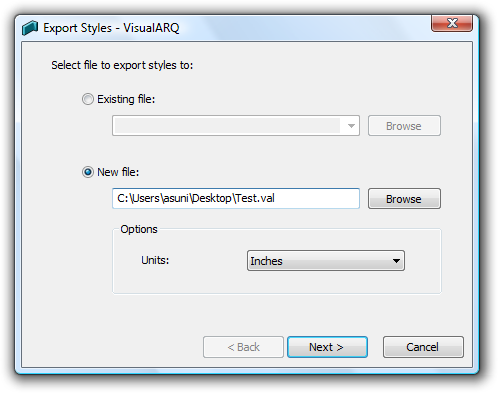 Export Styles - VisualARQ
Select file to export styles to:
Existing file:
Browse
New file:
C:\Users\asuni\Desktop\Test.val
Browse
Options
Units:
Inches
< Back
Next >
Cancel